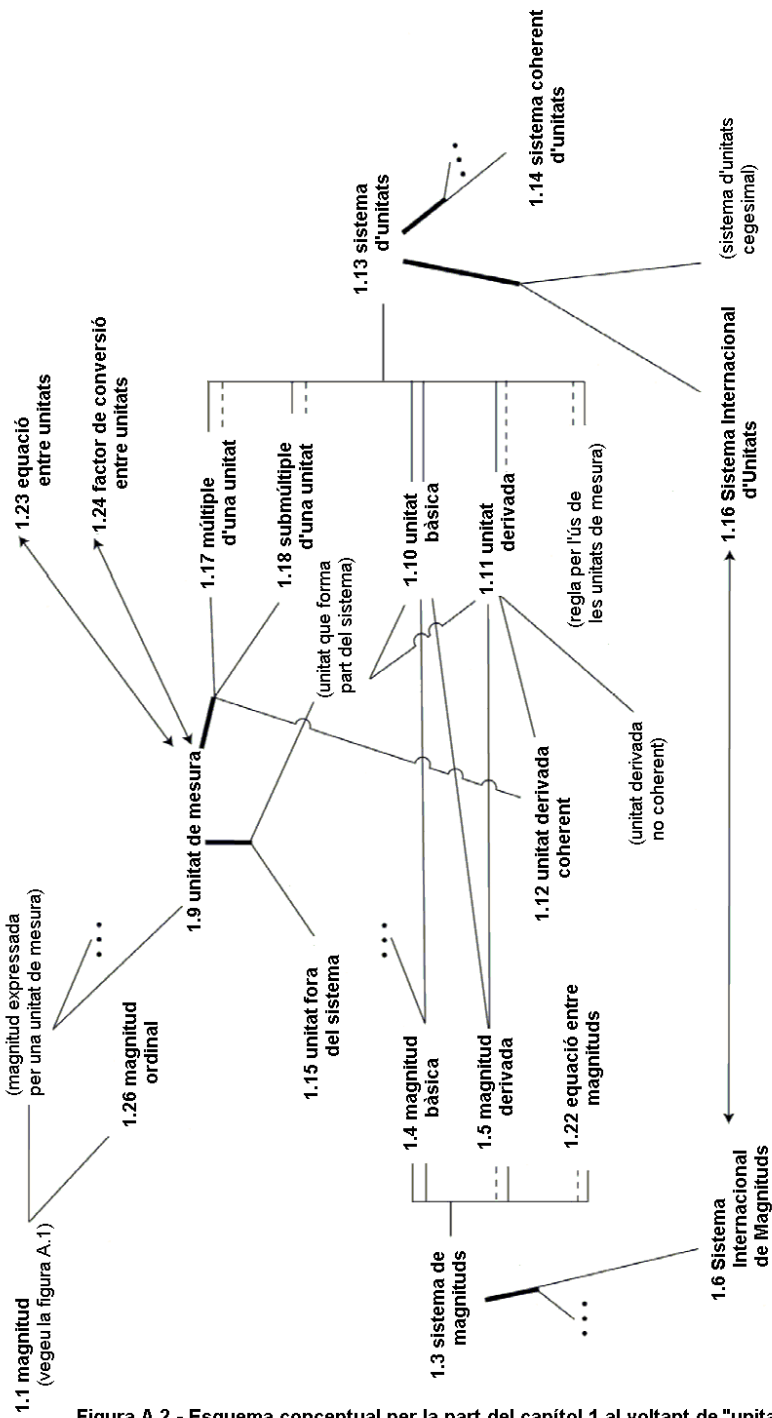 1.1 magnitud
(vegeu la figura A.1)
(magnitud expressada
per una unitat de mesura)
1.26 magnitud
ordinal
1.9 unitat de mesura
1.23 equació
entre unitats
1.24 factor de conversió
entre unitats
1.17 múltiple
d'una unitat
1.18 submúltiple
d'una unitat
(unitat que forma
part del sistema)
1.15 unitat fora
del sistema
1.13 sistema
d'unitats
1.14 sistema coherent
d'unitats
1.10 unitat
bàsica
1.11 unitat
derivada
(regla per l'ús de
les unitats de mesura)
1.3 sistema de
magnituds
1.4 magnitud
bàsica
1.5 magnitud
derivada
1.22 equació entre
magnituds
1.12 unitat derivada
coherent
(unitat derivada
no coherent)
1.6 Sistema
Internacional
de Magnituds
1.16 Sistema Internacional
d'Unitats
(sistema d'unitats
cegesimal)
Figura A.2 - Esquema conceptual per la part del capítol 1 al voltant de "unita